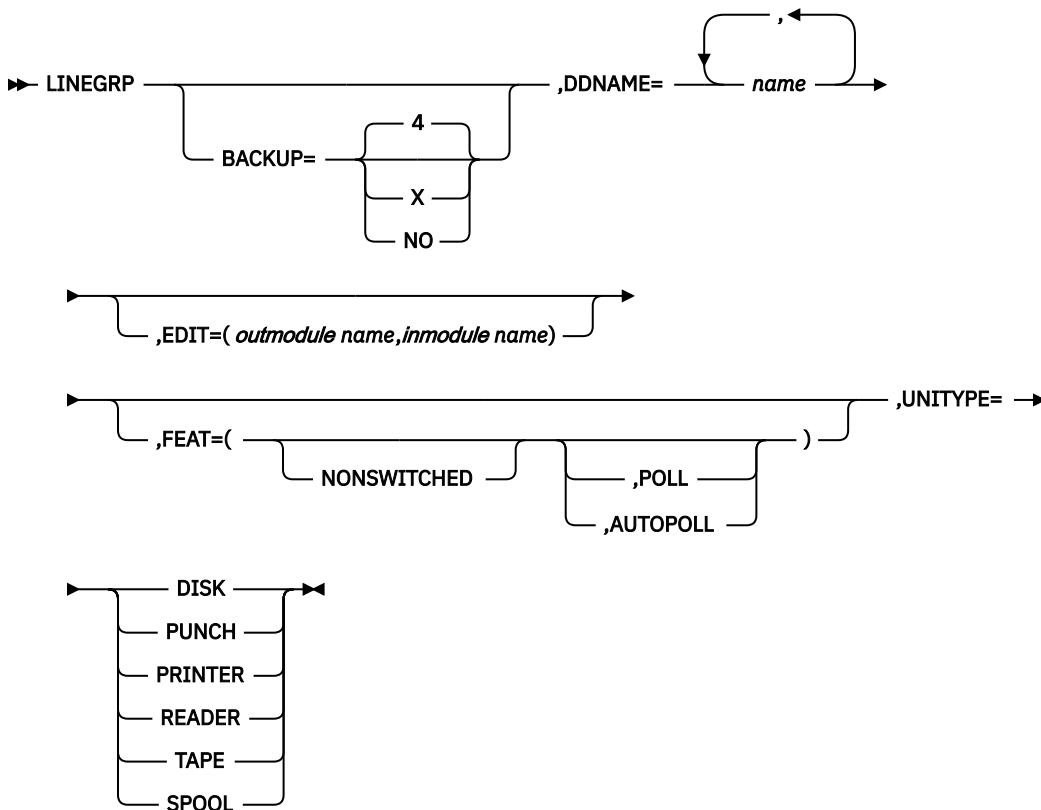 ,
LINEGRP ,DDNAME= name
4
BACKUP=
X
NO
,EDIT=( outmodule name,inmodule name)
,UNITYPE=
,FEAT=( )
NONSWITCHED ,POLL
,AUTOPOLL
DISK
PUNCH
PRINTER
READER
TAPE
SPOOL